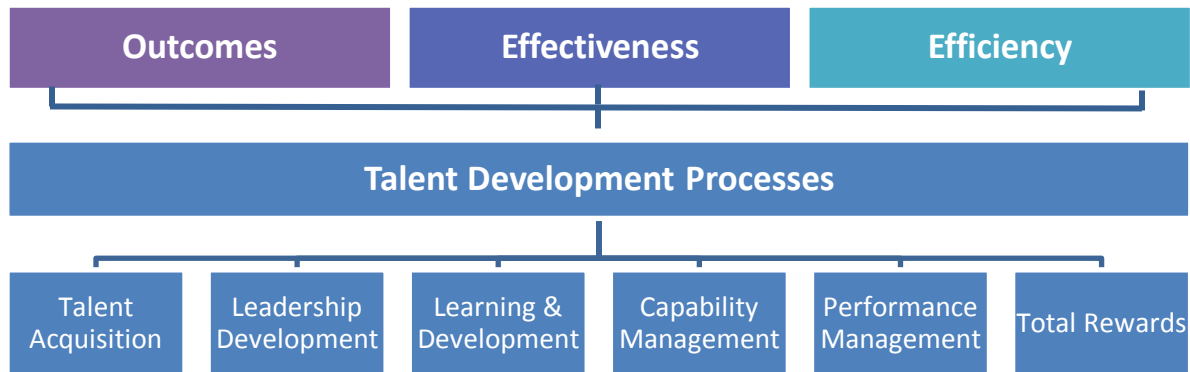 Outcomes
Effectiveness
Efficiency
Talent Development Processes
Talent
Acquisition
Leadership
Development
Learning &
Development
Capability
Management
Performance
Management
Total Rewards